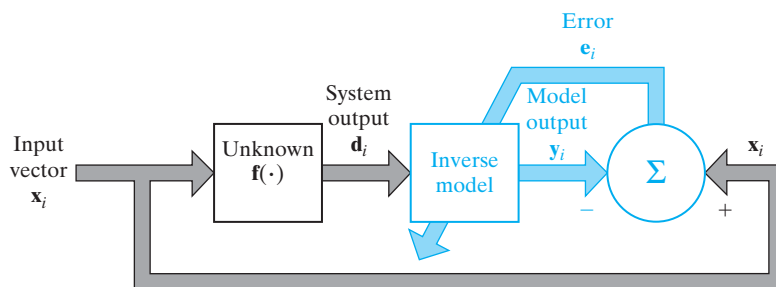 Error
e_i
System
output
d_i
Model
output
y_i
Input
vector
x_i
Unknown
f(·)
Inverse
model
Σ
x_i
−
+